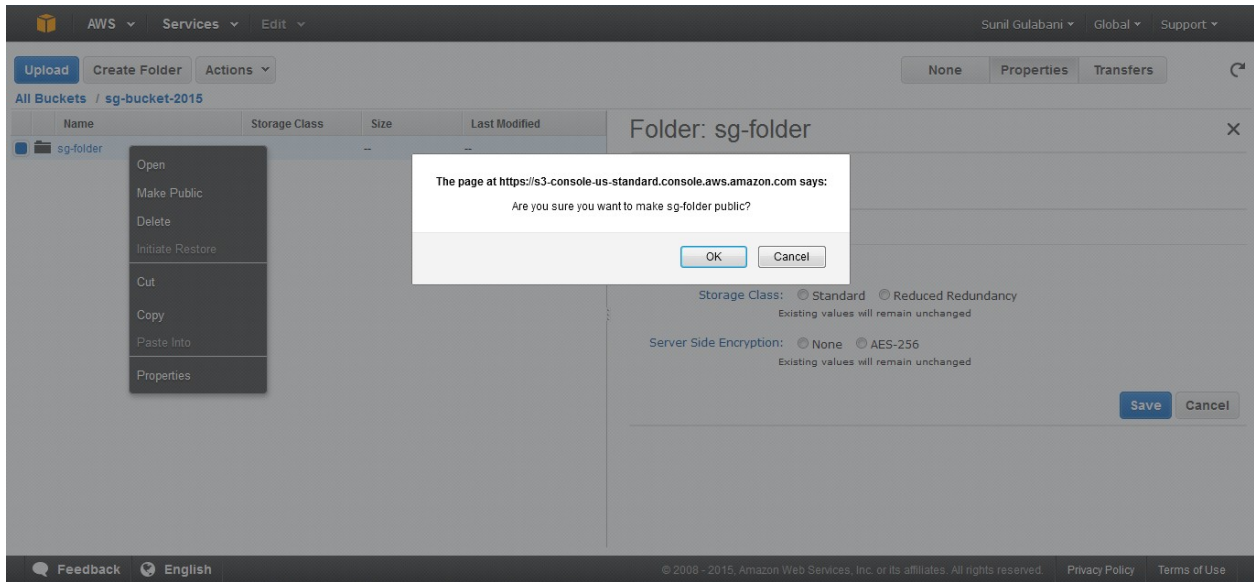 AWS Services Edit Sunil Gulabani Global Support
Upload Create Folder Actions None Properties Transfers
All Buckets / sg-bucket-2015
Name Storage Class Size Last Modified
sg-folder -- --
Folder: sg-folder
Open
Make Public
Delete
Initiate Restore
Cut
Copy
Paste Into
Properties
The page at https://s3-console-us-standard.console.aws.amazon.com says:
Are you sure you want to make sg-folder public?
OK Cancel
Storage Class: Standard Reduced Redundancy
Existing values will remain unchanged
Server Side Encryption: None AES-256
Existing values will remain unchanged
Save Cancel
Feedback English © 2008 - 2015, Amazon Web Services, Inc. or its affiliates. All rights reserved. Privacy Policy Terms of Use